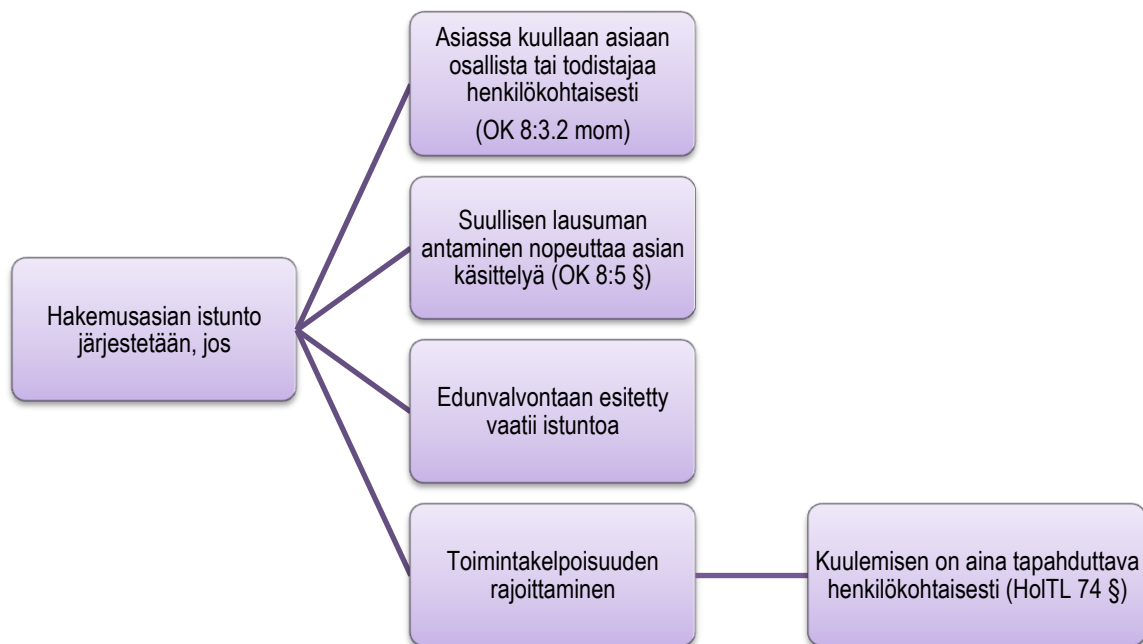 Hakemusasian istunto
järjestetään, jos
Asiassa kuullaan asiaan
osallista tai todistajaa
henkilökohtaisesti
(OK 8:3.2 mom)
Suullisen lausuman
antaminen nopeuttaa asian
käsittelyä (OK 8:5 §)
Edunvalvontaan esitetty
vaatii istuntoa
Toimintakelpoisuuden
rajoittaminen
Kuulemisen on aina tapahduttava
henkilökohtaisesti (HolTL 74 §)